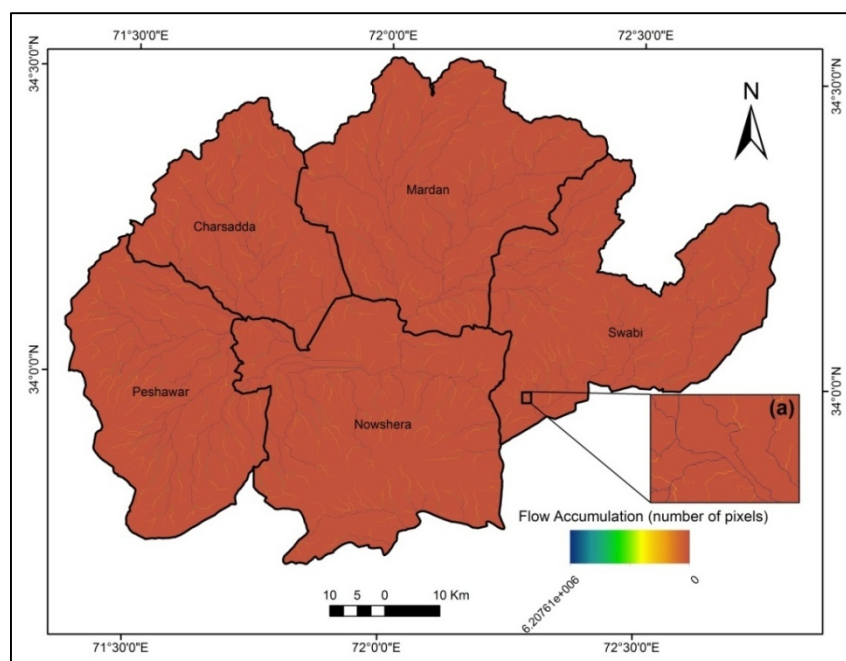 71°30'0"E 72°0'0"E 72°30'0"E
34°30'0"N
34°30'0"N
N
Mardan
Charsadda
Swabi
34°0'0"N
34°0'0"N
Peshawar
Nowshera
(a)
Flow Accumulation (number of pixels)
6.20761e+006
0
10 5 0 10 Km
71°30'0"E 72°0'0"E 72°30'0"E